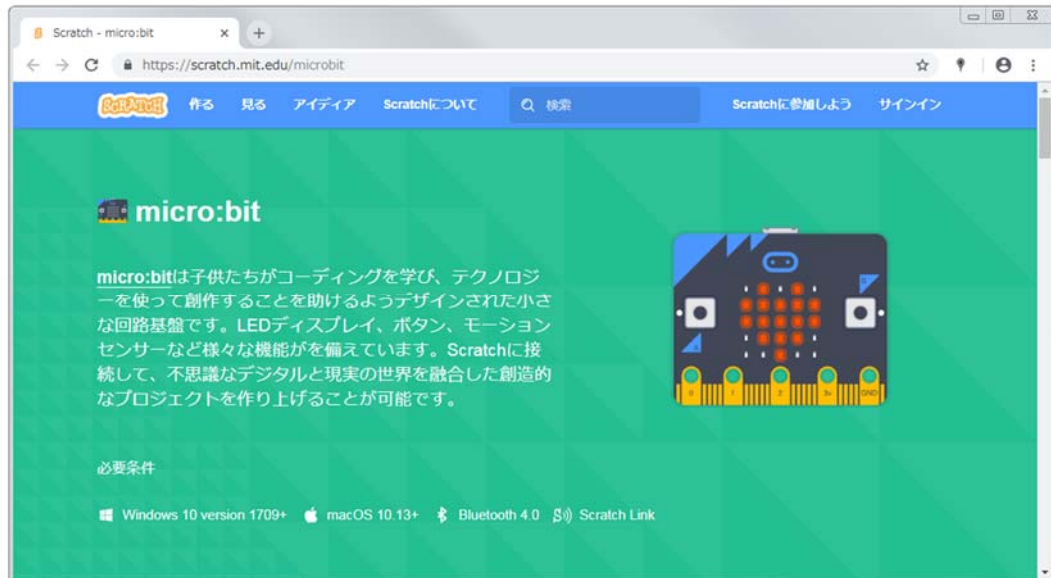 Scratch - micro:bit
https://scratch.mit.edu/microbit
SCRATCH 作る 見る アイディア Scratchについて 検索 Scratchに参加しよう サインイン
micro:bit
micro:bitは子供たちがコーディングを学び、テクノロジ
ーを使って創作することを助けるようデザインされた小さ
な回路基盤です。LEDディスプレイ、ボタン、モーション
センサーなど様々な機能がを備えています。Scratchに接
続して、不思議なデジタルと現実の世界を融合した創造的
なプロジェクトを作り上げることが可能です。
B
A
0 1 2 3v GND
必要条件
Windows 10 version 1709+ macOS 10.13+ Bluetooth 4.0 Scratch Link